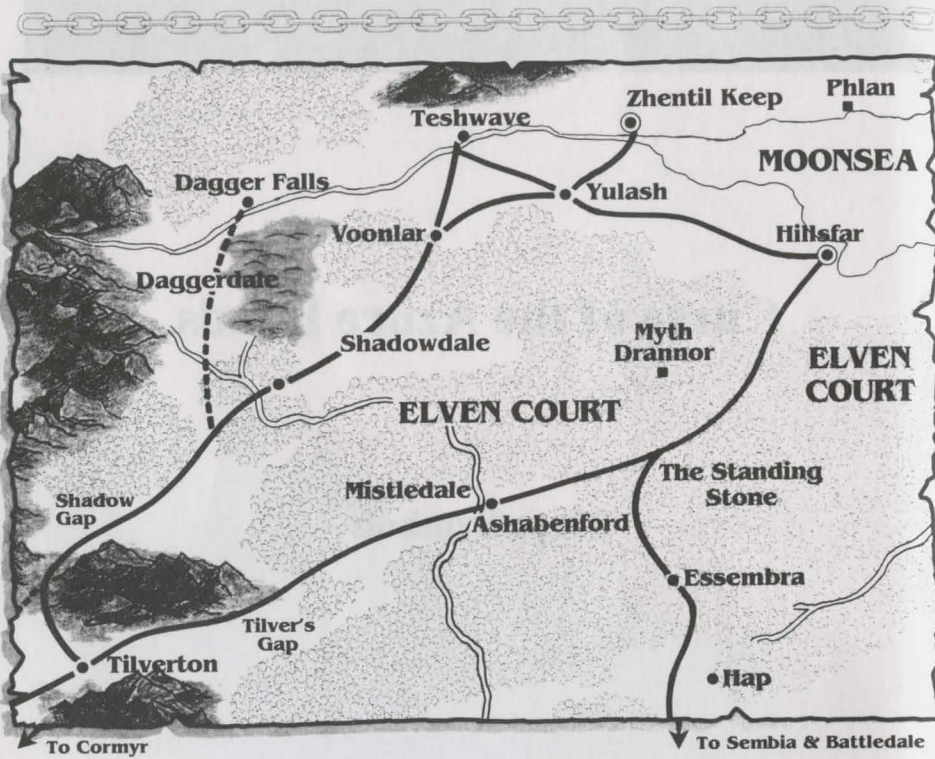 Phlan
Zhentil Keep
Teshwave
MOONSEA
Dagger Falls
Yulash
Voonlar
Hillsfar
Daggerdale
Shadowdale
Myth
Drannor
ELVEN
COURT
ELVEN COURT
The Standing
Stone
Mistledale
Ashabenford
Shadow
Gap
Essembra
Tilver's
Gap
Tilverton
Hap
To Cormyr
To Sembia & Battledale